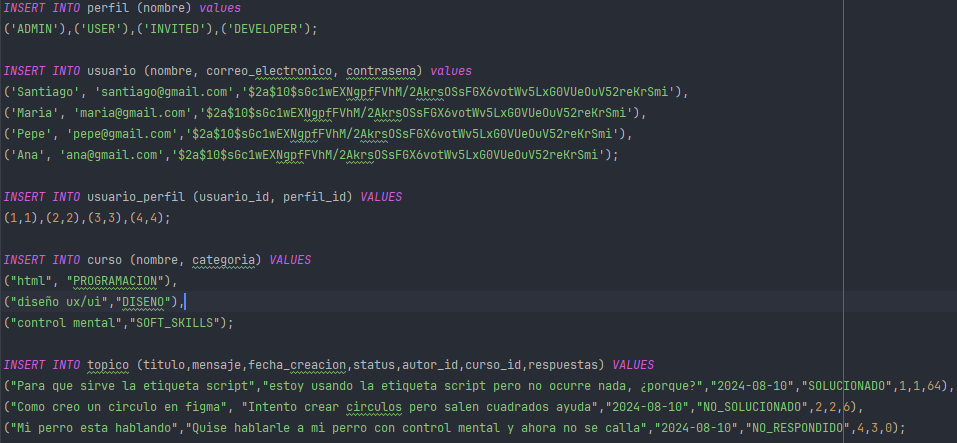 INSERT INTO perfil (nombre) values
('ADMIN'),('USER'),('INVITED'),('DEVELOPER');
INSERT INTO usuario (nombre, correo_electronico, contrasena) values
('Santiago', 'santiago@gmail.com','$2a$10$sGc1wEXNgpfFVhM/2AkrsOSsFGX6votWv5LxG0VUeOuV52reKrSmi'),
('Maria', 'maria@gmail.com','$2a$10$sGc1wEXNgpfFVhM/2AkrsOSsFGX6votWv5LxG0VUeOuV52reKrSmi'),
('Pepe', 'pepe@gmail.com','$2a$10$sGc1wEXNgpfFVhM/2AkrsOSsFGX6votWv5LxG0VUeOuV52reKrSmi'),
('Ana', 'ana@gmail.com','$2a$10$sGc1wEXNgpfFVhM/2AkrsOSsFGX6votWv5LxG0VUeOuV52reKrSmi');
INSERT INTO usuario_perfil (usuario_id, perfil_id) VALUES
(1,1),(2,2),(3,3),(4,4);
INSERT INTO curso (nombre, categoria) VALUES
("html", "PROGRAMACION"),
("diseño ux/ui","DISENO"),
("control mental","SOFT_SKILLS");
INSERT INTO topico (titulo,mensaje,fecha_creacion,status,autor_id,curso_id,respuestas) VALUES
("Para que sirve la etiqueta script","estoy usando la etiqueta script pero no ocurre nada, ¿porque?","2024-08-10","SOLUCIONADO",1,1,64),
("Como creo un circulo en figma", "Intento crear circulos pero salen cuadrados ayuda","2024-08-10","NO_SOLUCIONADO",2,2,6),
("Mi perro esta hablando","Quise hablarle a mi perro con control mental y ahora no se calla","2024-08-10","NO_RESPONDIDO",4,3,0);